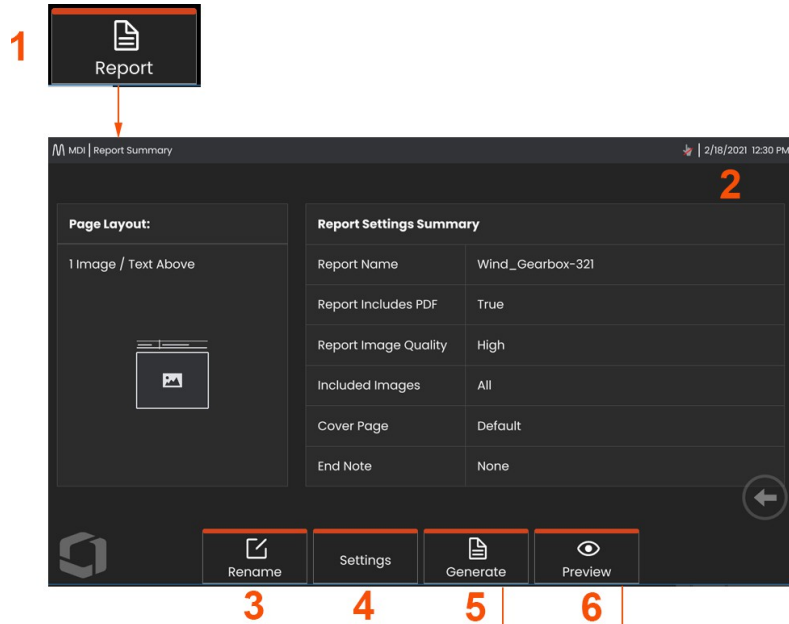 1
Report
MDI | Report Summary
2/18/2021 12:30 PM
2
Page Layout:
1 Image / Text Above
Report Settings Summary
Report Name Wind_Gearbox-321
Report Includes PDF True
Report Image Quality High
Included Images All
Cover Page Default
End Note None
Rename Settings Generate Preview
3 4 5 6